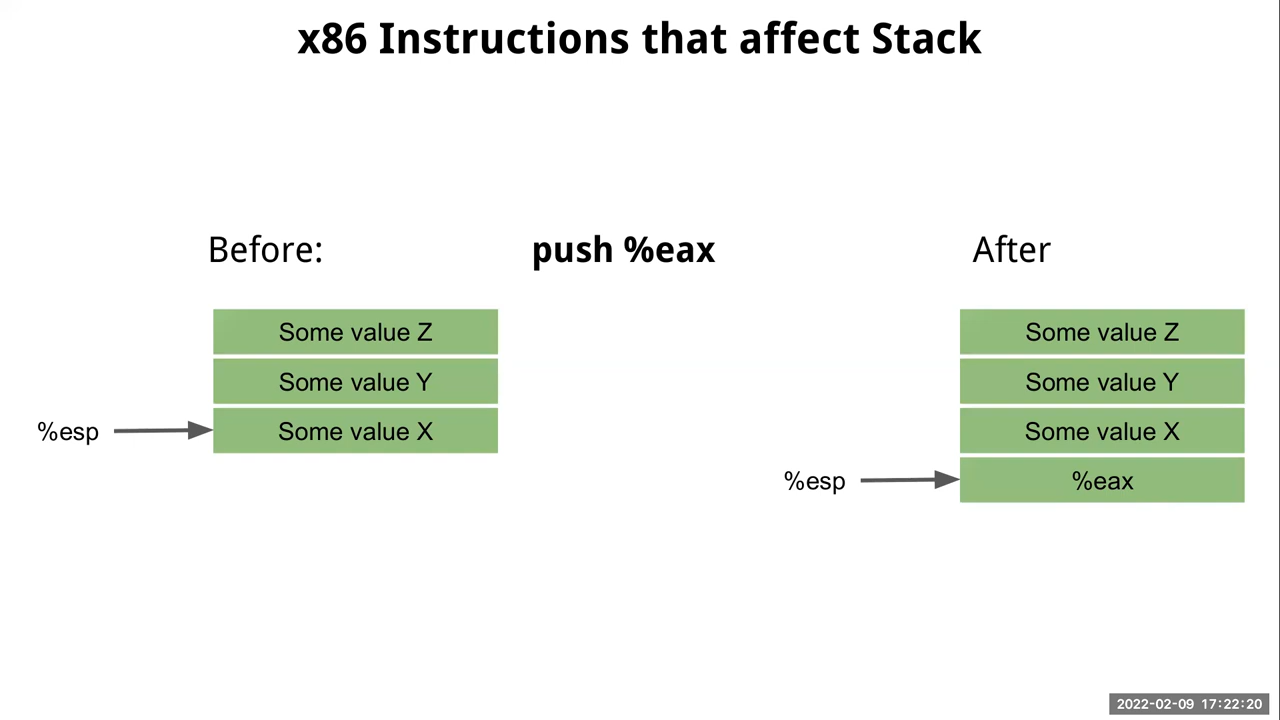 x86 Instructions that affect Stack
Before:
push %eax
After
Some value Z
Some value Y
%esp
Some value X
Some value Z
Some value Y
Some value X
%esp
%eax
2022-02-09 17:22:20